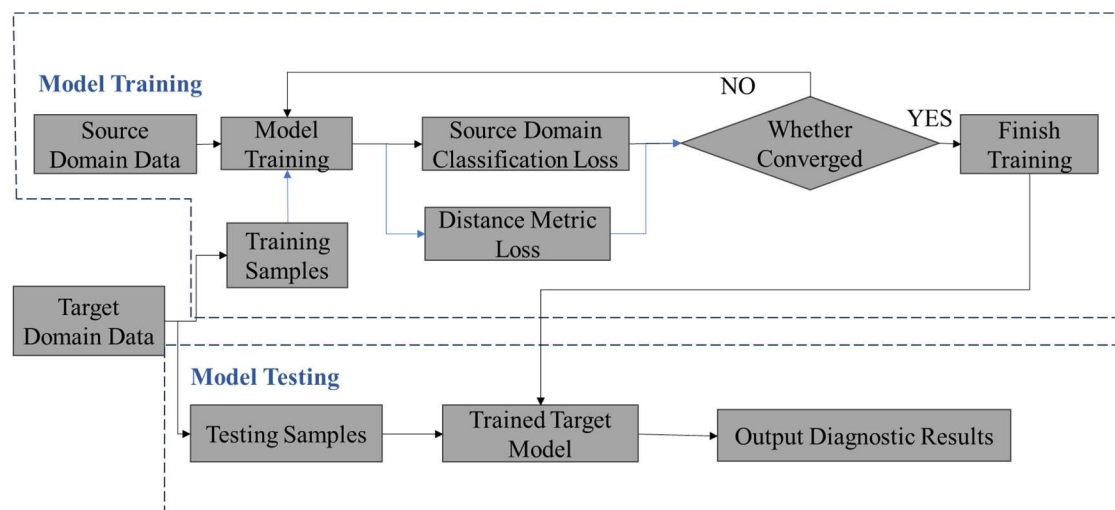 Model Training
NO
YES
Source
Domain Data
Model
Training
Source Domain
Classification Loss
Whether
Converged
Finish
Training
Training
Samples
Distance Metric
Loss
Target
Domain Data
Model Testing
Testing Samples
Trained Target
Model
Output Diagnostic Results